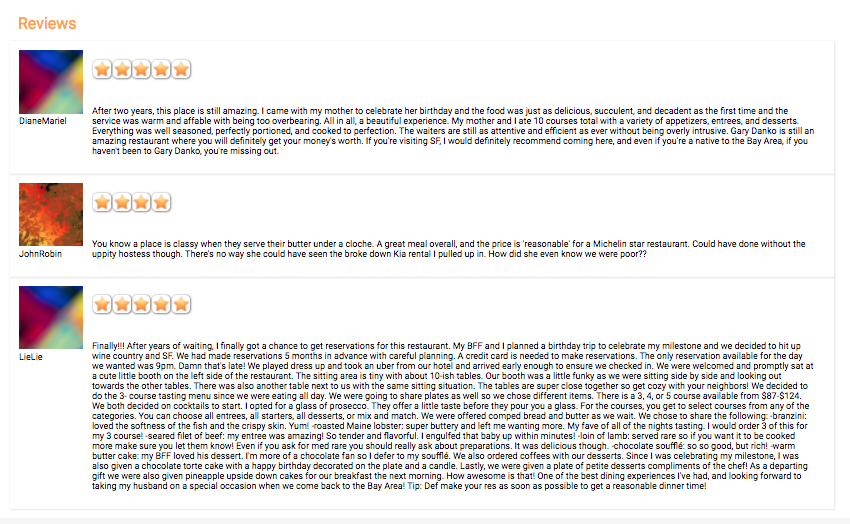 Reviews
DianeMariel
After two years, this place is still amazing. I came with my mother to celebrate her birthday and the food was just as delicious, succulent, and decadent as the first time and the
service was warm and affable with being too overbearing. All in all, a beautiful experience. My mother and I ate 10 courses total with a variety of appetizers, entrees, and desserts.
Everything was well seasoned, perfectly portioned, and cooked to perfection. The waiters are still as attentive and efficient as ever without being overly intrusive. Gary Danko is still an
amazing restaurant where you will definitely get your money's worth. If you're visiting SF, I would definitely recommend coming here, and even if you're a native to the Bay Area, if you
haven't been to Gary Danko, you're missing out.
JohnRobin
You know a place is classy when they serve their butter under a cloche. A great meal overall, and the price is 'reasonable' for a Michelin star restaurant. Could have done without the
uppity hostess though. There's no way she could have seen the broke down Kia rental I pulled up in. How did she even know we were poor??
LieLie
Finally!!! After years of waiting, I finally got a chance to get reservations for this restaurant. My BFF and I planned a birthday trip to celebrate my milestone and we decided to hit up
wine country and SF. We had made reservations 5 months in advance with careful planning. A credit card is needed to make reservations. The only reservation available for the day
we wanted was 9pm. Damn that's late! We played dress up and took an uber from our hotel and arrived early enough to ensure we checked in. We were welcomed and promptly sat at
a cute little booth on the left side of the restaurant. The sitting area is tiny with about 10-ish tables. Our booth was a little funky as we were sitting side by side and looking out
towards the other tables. There was also another table next to us with the same sitting situation. The tables are super close together so get cozy with your neighbors! We decided to
do the 3- course tasting menu since we were eating all day. We were going to share plates as well so we chose different items. There is a 3, 4, or 5 course available from $87-$124.
We both decided on cocktails to start. I opted for a glass of prosecco. They offer a little taste before they pour you a glass. For the courses, you get to select courses from any of the
categories. You can choose all entrees, all starters, all desserts, or mix and match. We were offered comped bread and butter as we wait. We chose to share the following: -branzini:
loved the softness of the fish and the crispy skin. Yum! -roasted Maine lobster: super buttery and left me wanting more. My fave of all of the nights tasting. I would order 3 of this for
my 3 course! -seared filet of beef: my entree was amazing! So tender and flavorful. I engulfed that baby up within minutes! -loin of lamb: served rare so if you want it to be cooked
more make sure you let them know! Even if you ask for med rare you should really ask about preparations. It was delicious though. -chocolate soufflé: so so good, but rich! -warm
butter cake: my BFF loved his dessert. I'm more of a chocolate fan so I defer to my soufflé. We also ordered coffees with our desserts. Since I was celebrating my milestone, I was
also given a chocolate torte cake with a happy birthday decorated on the plate and a candle. Lastly, we were given a plate of petite desserts compliments of the chef! As a departing
gift we were also given pineapple upside down cakes for our breakfast the next morning. How awesome is that! One of the best dining experiences I've had, and looking forward to
taking my husband on a special occasion when we come back to the Bay Area! Tip: Def make your res as soon as possible to get a reasonable dinner time!